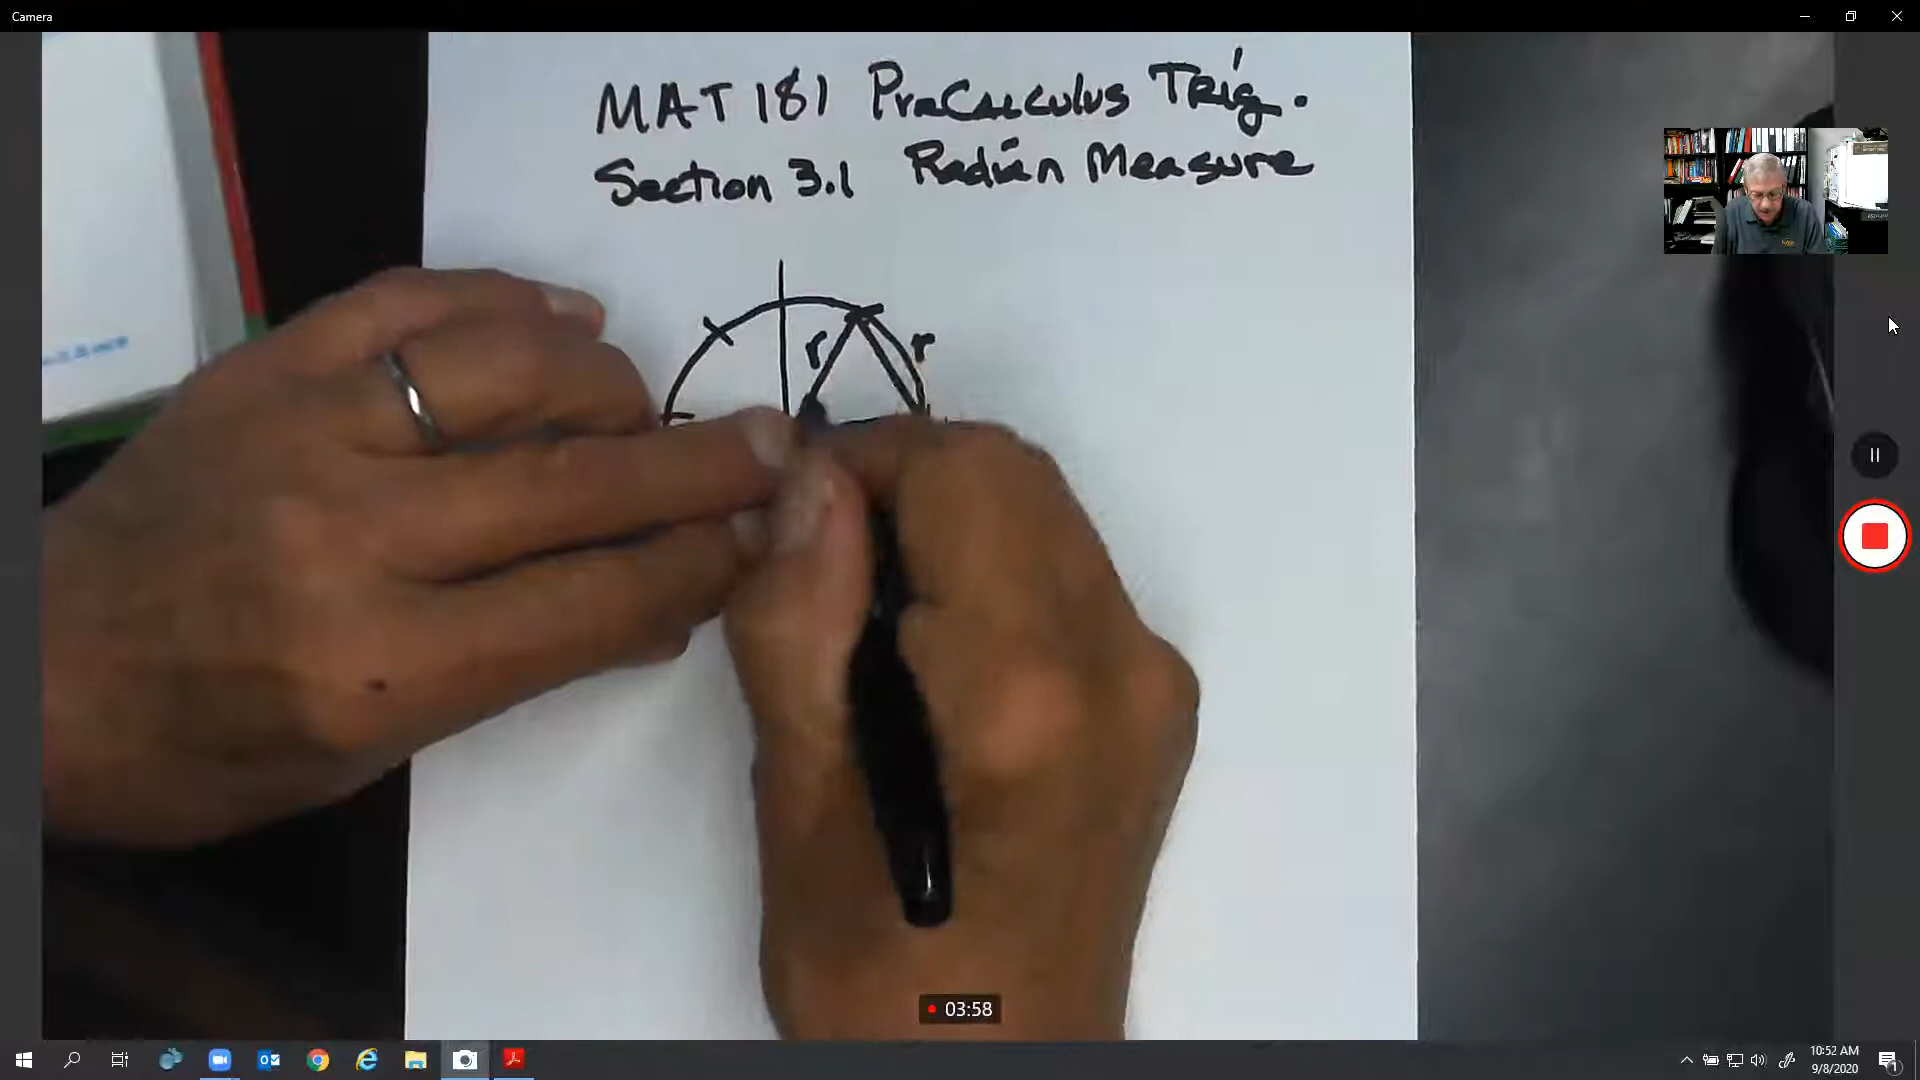 Camera
MAT 181 PreCalculus Trig.
Section 3.1 Radian Measure
r r
03:58
10:52 AM
9/8/2020